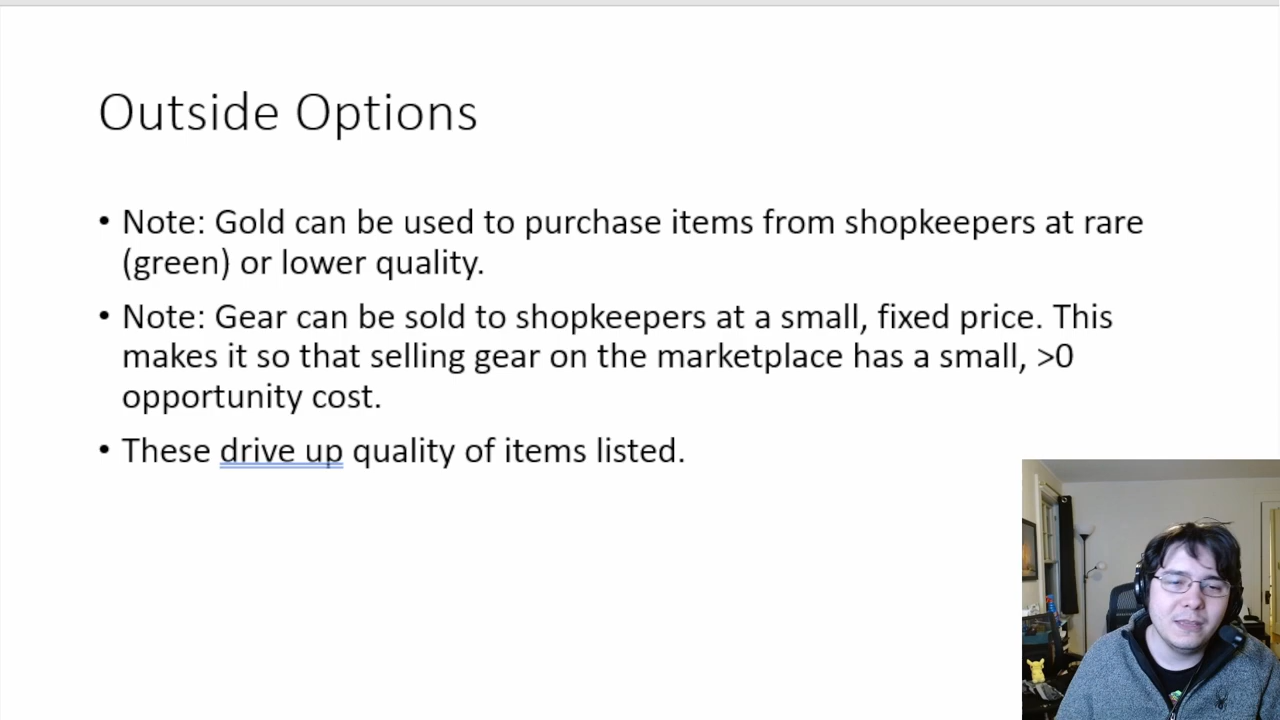 Outside Options
• Note: Gold can be used to purchase items from shopkeepers at rare
(green) or lower quality.
• Note: Gear can be sold to shopkeepers at a small, fixed price. This
makes it so that selling gear on the marketplace has a small, >0
opportunity cost.
• These drive up quality of items listed.